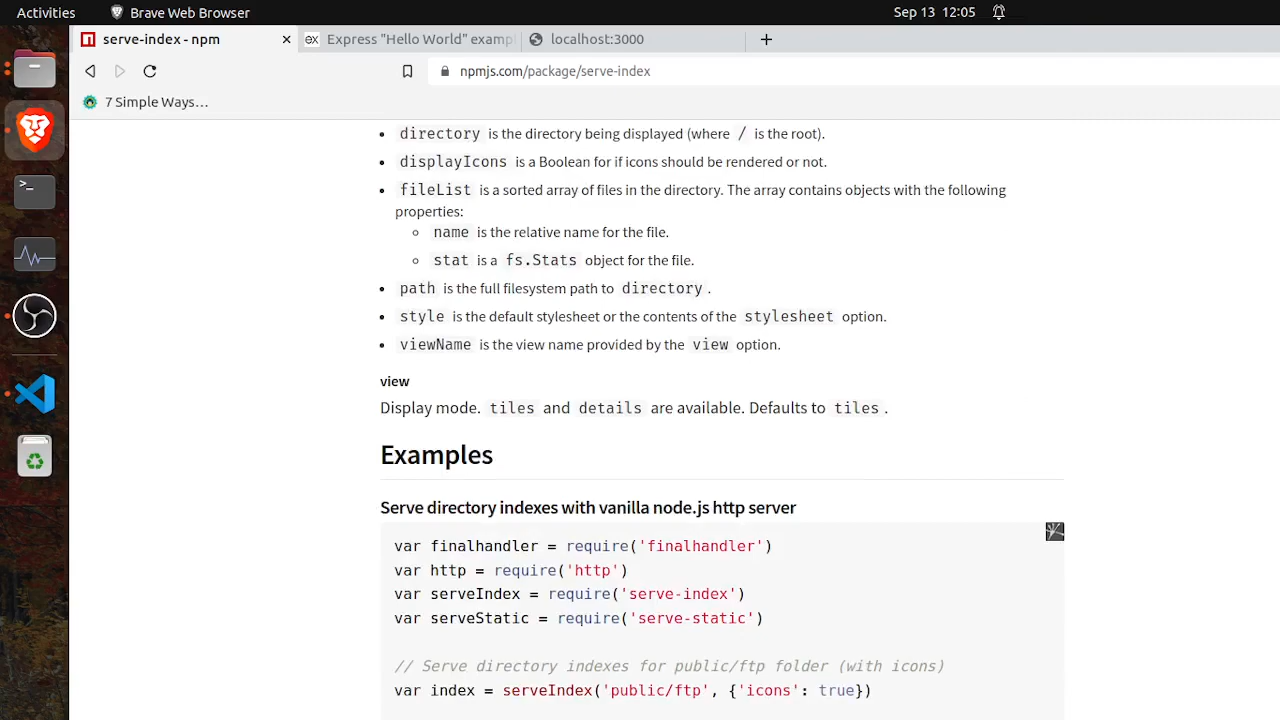 Activities
Brave Web Browser
Sep 13 12:05
serve-index - npm
Express "Hello World" examp
localhost:3000
npmjs.com/package/serve-index
7 Simple Ways…
• directory is the directory being displayed (where / is the root).
• displayIcons is a Boolean for if icons should be rendered or not.
• fileList is a sorted array of files in the directory. The array contains objects with the following
properties:
◦ name is the relative name for the file.
◦ stat is a fs.Stats object for the file.
• path is the full filesystem path to directory.
• style is the default stylesheet or the contents of the stylesheet option.
• viewName is the view name provided by the view option.
view
Display mode. tiles and details are available. Defaults to tiles.
Examples
Serve directory indexes with vanilla node.js http server
var finalhandler = require('finalhandler')
var http = require('http')
var serveIndex = require('serve-index')
var serveStatic = require('serve-static')
// Serve directory indexes for public/ftp folder (with icons)
var index = serveIndex('public/ftp', {'icons': true})